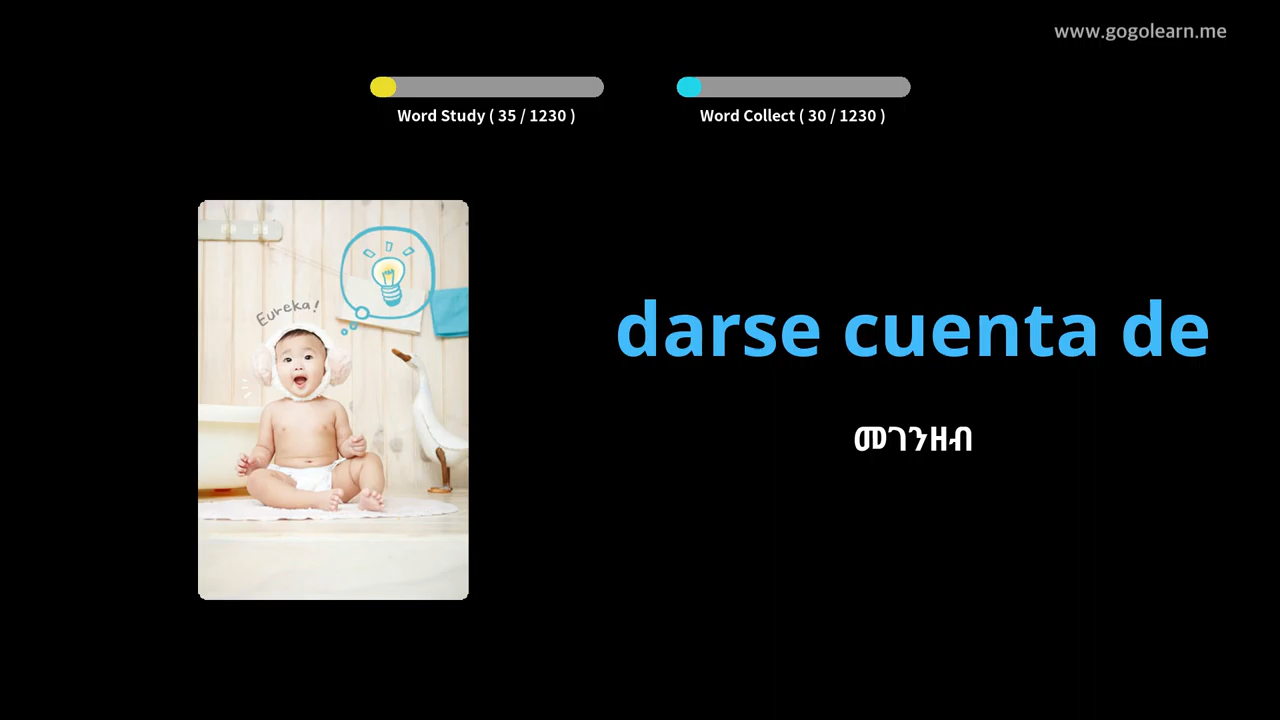 www.gogolearn.me
Word Study ( 35 / 1230 )
Word Collect ( 30 / 1230 )
Eureka!
darse cuenta de
መገንዘብ